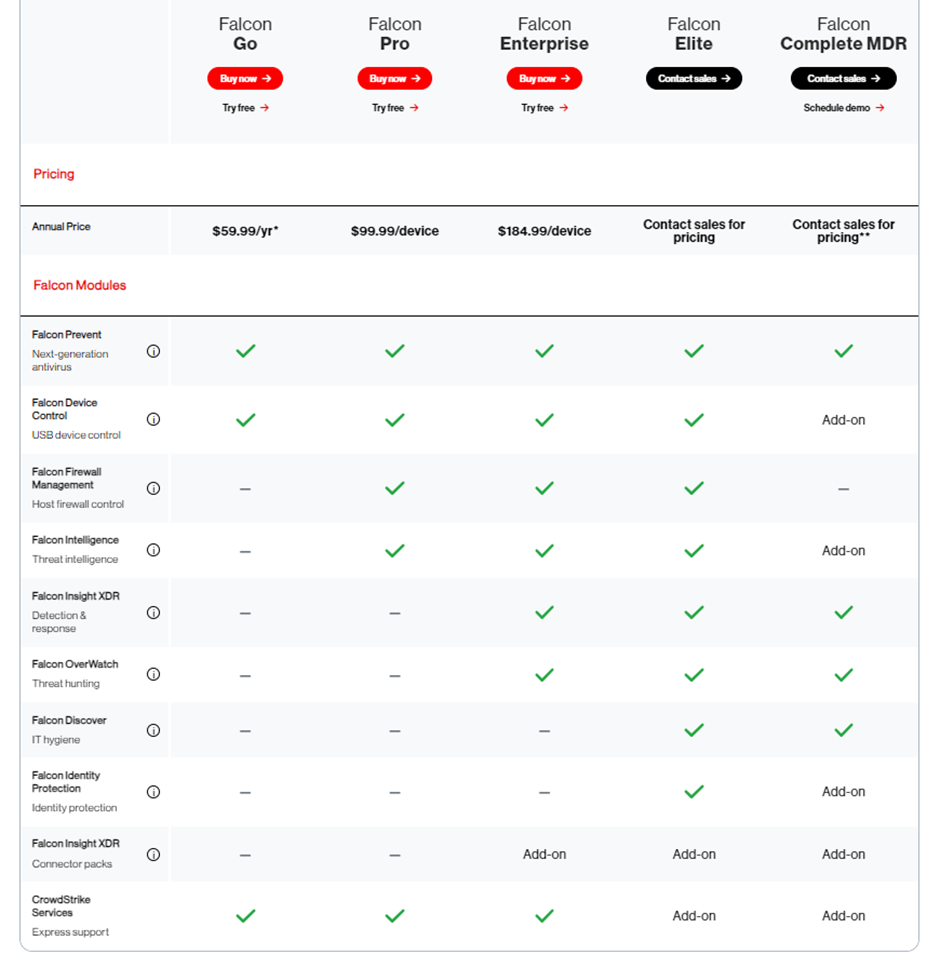 Falcon Go
Falcon Pro
Falcon Enterprise
Falcon Elite
Falcon Complete MDR
Buy now →
Buy now →
Buy now →
Contact sales →
Contact sales →
Try free →
Try free →
Try free →
Schedule demo →
Pricing
Annual Price
$59.99/yr*
$99.99/device
$184.99/device
Contact sales for
pricing
Contact sales for
pricing**
Falcon Modules
Falcon Prevent
Next-generation
antivirus
Falcon Device
Control
USB device control
Add-on
Falcon Firewall
Management
Host firewall control
–
–
Falcon Intelligence
Threat intelligence
–
Add-on
Falcon Insight XDR
Detection &
response
–
–
Falcon OverWatch
Threat hunting
–
–
Falcon Discover
IT hygiene
–
–
–
Falcon Identity
Protection
Identity protection
–
–
–
Add-on
Falcon Insight XDR
Connector packs
–
–
Add-on
Add-on
Add-on
CrowdStrike
Services
Express support
Add-on
Add-on